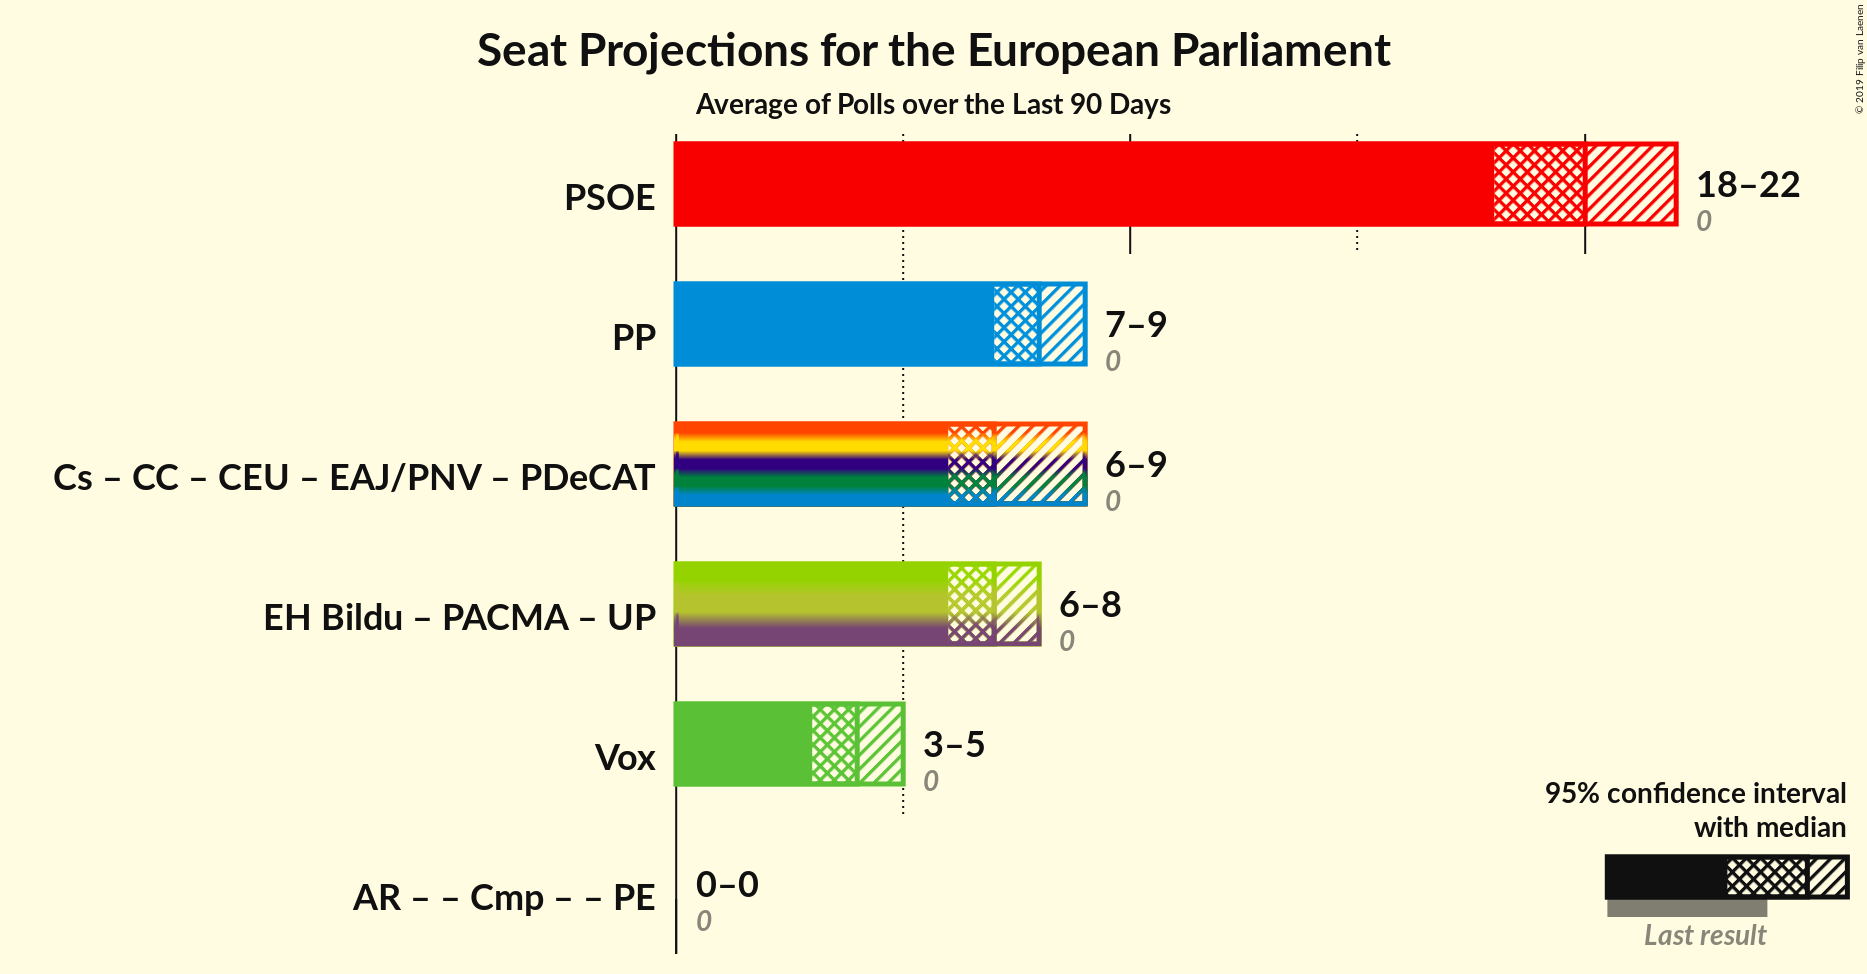 Seat Projections for the European Parliament
Average of Polls over the Last 90 Days
© 2019 Filip van Laenen
PSOE
18–22
0
PP
7–9
0
Cs – CC – CEU – EAJ/PNV – PDeCAT
6–9
0
EH Bildu – PACMA – UP
6–8
0
Vox
3–5
0
AR – – Cmp – – PE
0–0
0
95% confidence interval
with median
Last result